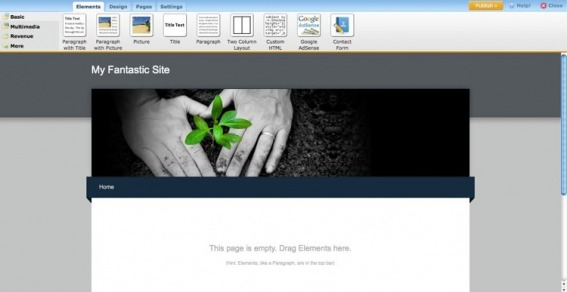 Elements Design Pages Settings
PUBLISH Help! Close
Basic
Multimedia
Revenue
More
Title Text
Title Text
Google
AdSense
Paragraph with Title
Paragraph with Picture
Picture
Title
Paragraph
Two Column Layout
Custom HTML
Google AdSense
Contact Form
My Fantastic Site
Home
This page is empty. Drag Elements here.
(hint: Elements, like a Paragraph, are in the top bar)